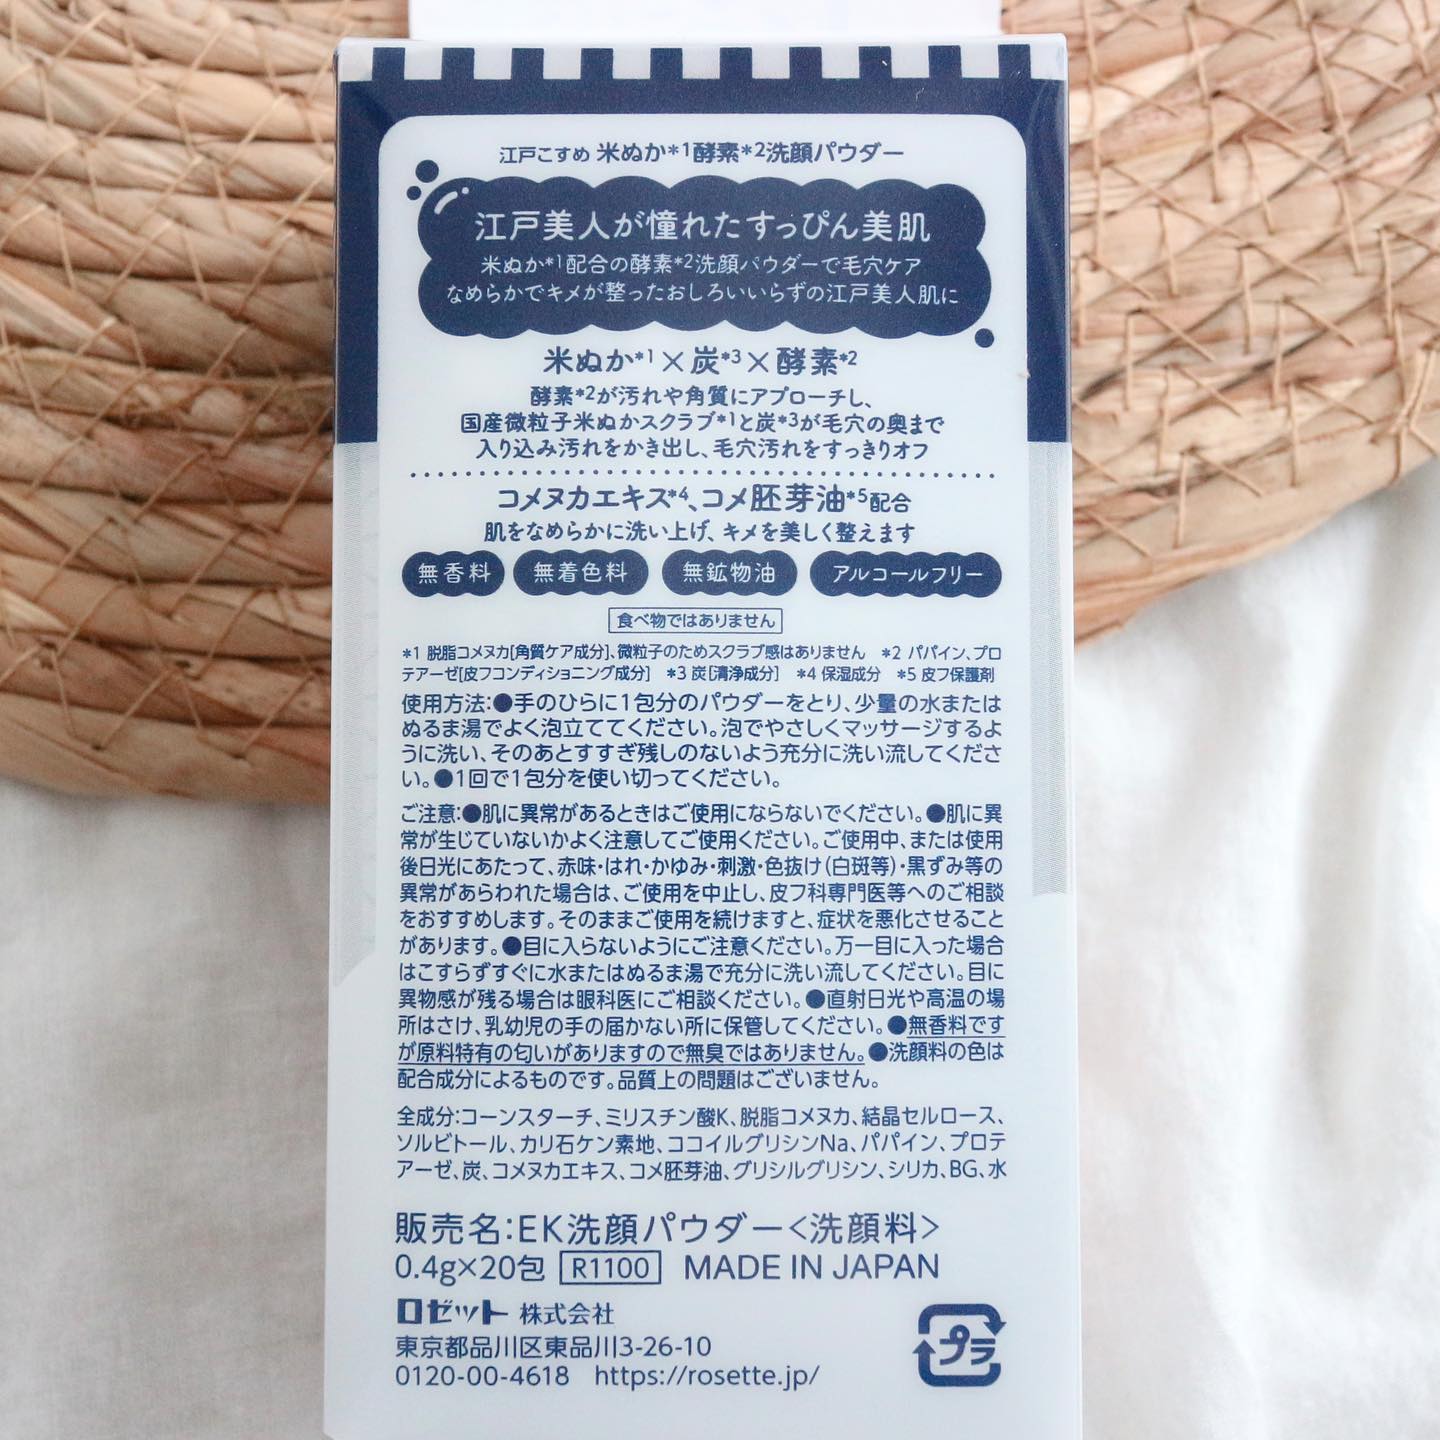 江戸こすめ 米ぬか*1酵素*2洗顔パウダー
江戸美人が憧れたすっぴん美肌
米ぬか*1配合の酵素*2洗顔パウダーで毛穴ケア
なめらかでキメが整ったおしろいいらずの江戸美人肌に
米ぬか*1×炭*3×酵素*2
酵素*2が汚れや角質にアプローチし、
国産微粒子米ぬかスクラブ*1と炭*3が毛穴の奥まで
入り込み汚れをかき出し、毛穴汚れをすっきりオフ
コメヌカエキス*4、コメ胚芽油*5配合
肌をなめらかに洗い上げ、キメを美しく整えます
無香料 無着色料 無鉱物油 アルコールフリー
食べ物ではありません
*1 脱脂コメヌカ[角質ケア成分]、微粒子のためスクラブ感はありません *2 パパイン、プロ
テアーゼ[皮フコンディショニング成分] *3 炭[清浄成分] *4 保湿成分 *5 皮フ保護剤
使用方法:●手のひらに1包分のパウダーをとり、少量の水または
ぬるま湯でよく泡立ててください。泡でやさしくマッサージするよ
うに洗い、そのあとすすぎ残しのないよう充分に洗い流してくださ
い。●1回で1包分を使い切ってください。
ご注意:●肌に異常があるときはご使用にならないでください。●肌に異
常が生じていないかよく注意してご使用ください。ご使用中、または使用
後日光にあたって、赤味・はれ・かゆみ・刺激・色抜け(白斑等)・黒ずみ等の
異常があらわれた場合は、ご使用を中止し、皮フ科専門医等へのご相談
をおすすめします。そのままご使用を続けますと、症状を悪化させること
があります。●目に入らないようにご注意ください。万一目に入った場合
はこすらずすぐに水またはぬるま湯で充分に洗い流してください。目に
異物感が残る場合は眼科医にご相談ください。●直射日光や高温の場
所はさけ、乳幼児の手の届かない所に保管してください。●無香料です
が原料特有の匂いがありますので無臭ではありません。●洗顔料の色は
配合成分によるものです。品質上の問題はございません。
全成分:コーンスターチ、ミリスチン酸K、脱脂コメヌカ、結晶セルロース、
ソルビトール、カリ石ケン素地、ココイルグリシンNa、パパイン、プロテ
アーゼ、炭、コメヌカエキス、コメ胚芽油、グリシルグリシン、シリカ、BG、水
販売名:EK洗顔パウダー<洗顔料>
0.4g×20包 R1100 MADE IN JAPAN
ロゼット 株式会社
東京都品川区東品川3-26-10
0120-00-4618 https://rosette.jp/
プラ